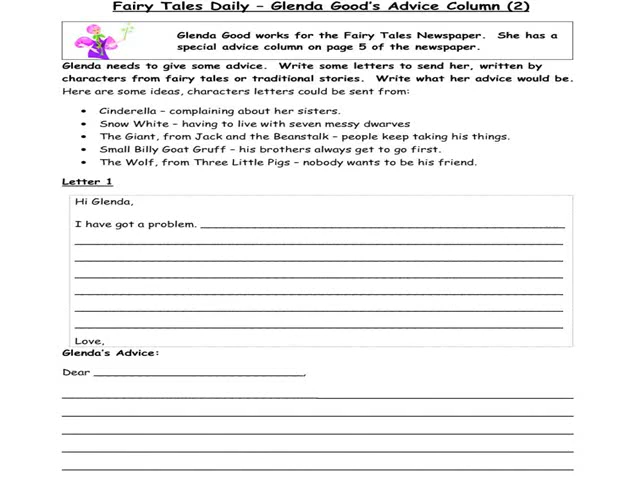 Fairy Tales Daily – Glenda Good's Advice Column (2)
Glenda Good works for the Fairy Tales Newspaper. She has a
special advice column on page 5 of the newspaper.
Glenda needs to give some advice. Write some letters to send her, written by
characters from fairy tales or traditional stories. Write what her advice would be.
Here are some ideas, characters letters could be sent from:
• Cinderella – complaining about her sisters.
• Snow White – having to live with seven messy dwarves
• The Giant, from Jack and the Beanstalk – people keep taking his things.
• Small Billy Goat Gruff – his brothers always get to go first.
• The Wolf, from Three Little Pigs – nobody wants to be his friend.
Letter 1
Hi Glenda,
I have got a problem.
Love,
Glenda's Advice:
Dear ,